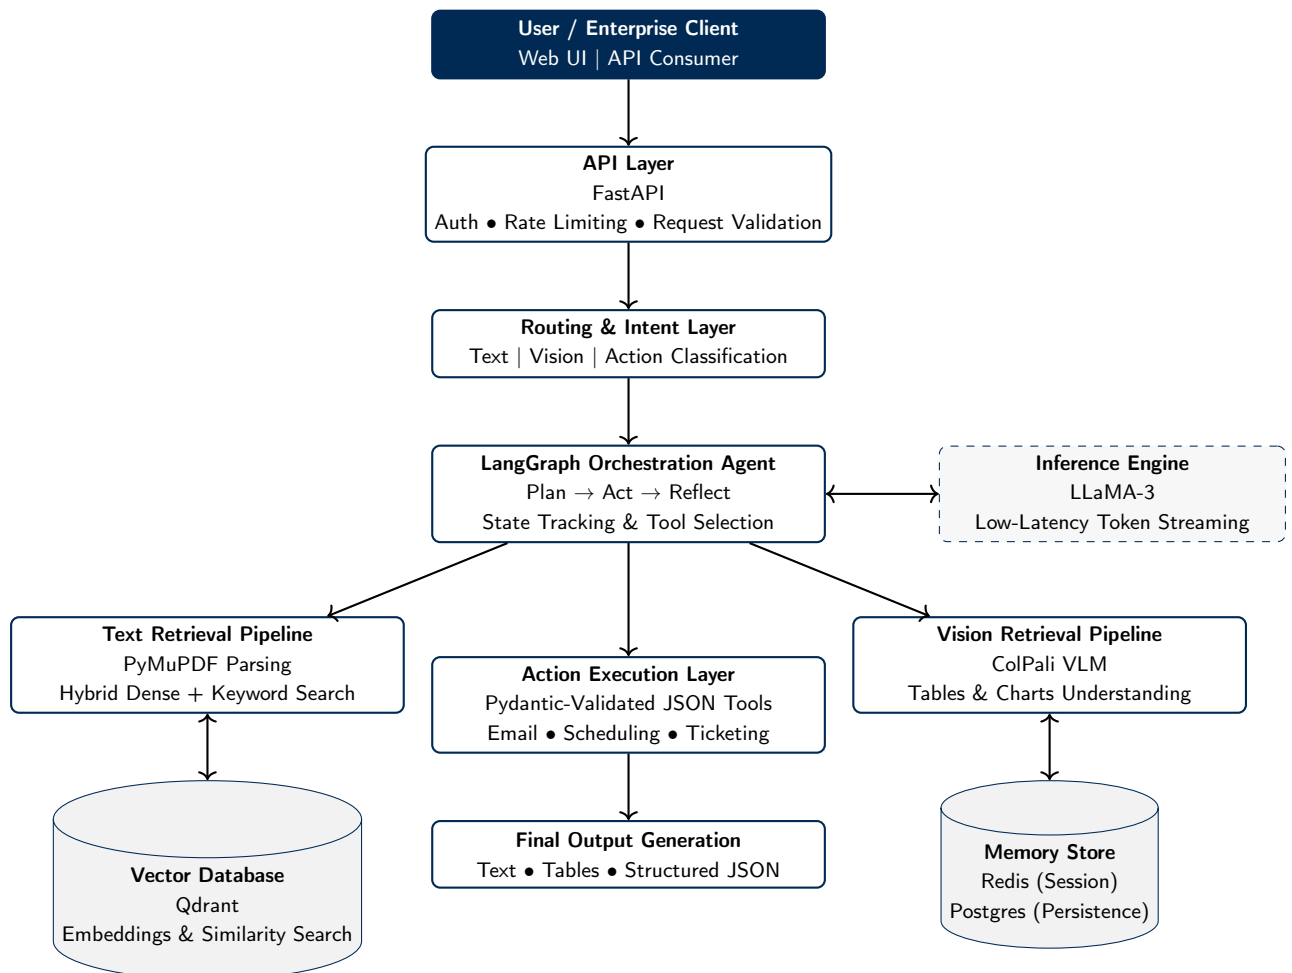 User / Enterprise Client
Web UI | API Consumer
API Layer
FastAPI
Auth • Rate Limiting • Request Validation
Routing & Intent Layer
Text | Vision | Action Classification
LangGraph Orchestration Agent
Plan → Act → Reflect
State Tracking & Tool Selection
Inference Engine
LLaMA-3
Low-Latency Token Streaming
Text Retrieval Pipeline
PyMuPDF Parsing
Hybrid Dense + Keyword Search
Action Execution Layer
Pydantic-Validated JSON Tools
Email • Scheduling • Ticketing
Vision Retrieval Pipeline
ColPali VLM
Tables & Charts Understanding
Vector Database
Qdrant
Embeddings & Similarity Search
Final Output Generation
Text • Tables • Structured JSON
Memory Store
Redis (Session)
Postgres (Persistence)